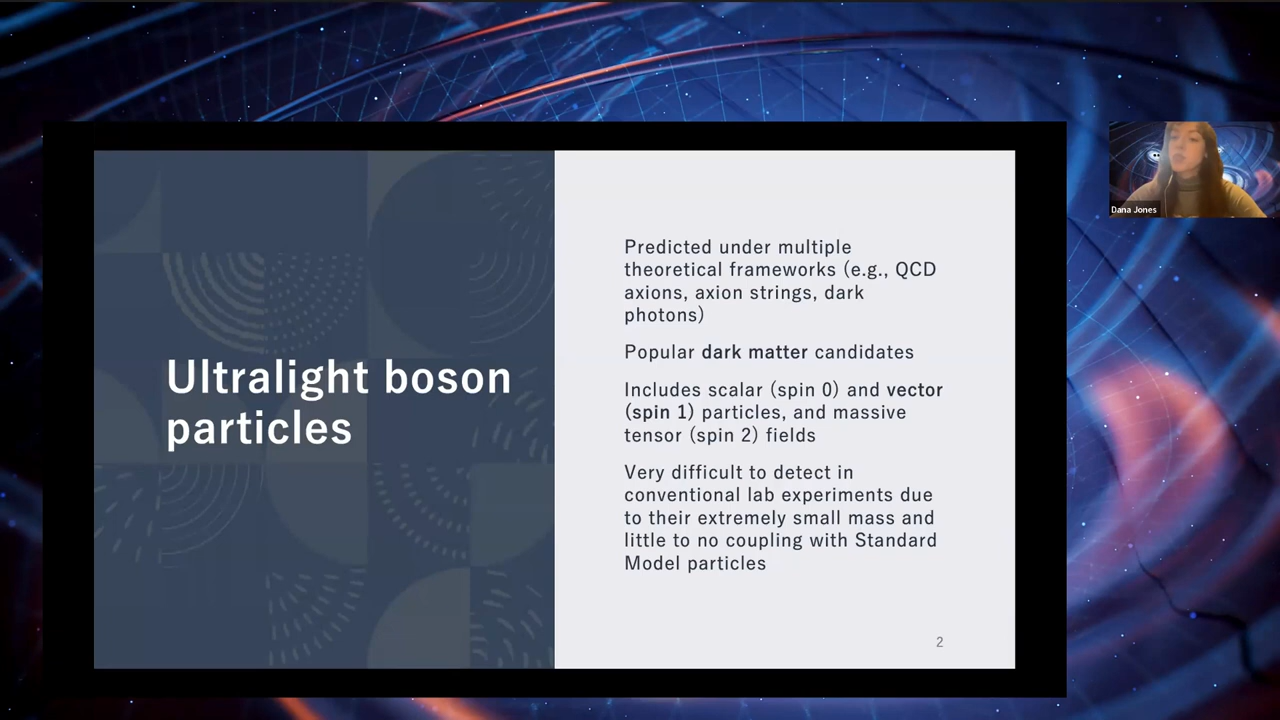 Ultralight boson
particles
Predicted under multiple
theoretical frameworks (e.g., QCD
axions, axion strings, dark
photons)
Popular dark matter candidates
Includes scalar (spin 0) and vector
(spin 1) particles, and massive
tensor (spin 2) fields
Very difficult to detect in
conventional lab experiments due
to their extremely small mass and
little to no coupling with Standard
Model particles
2
Dana Jones